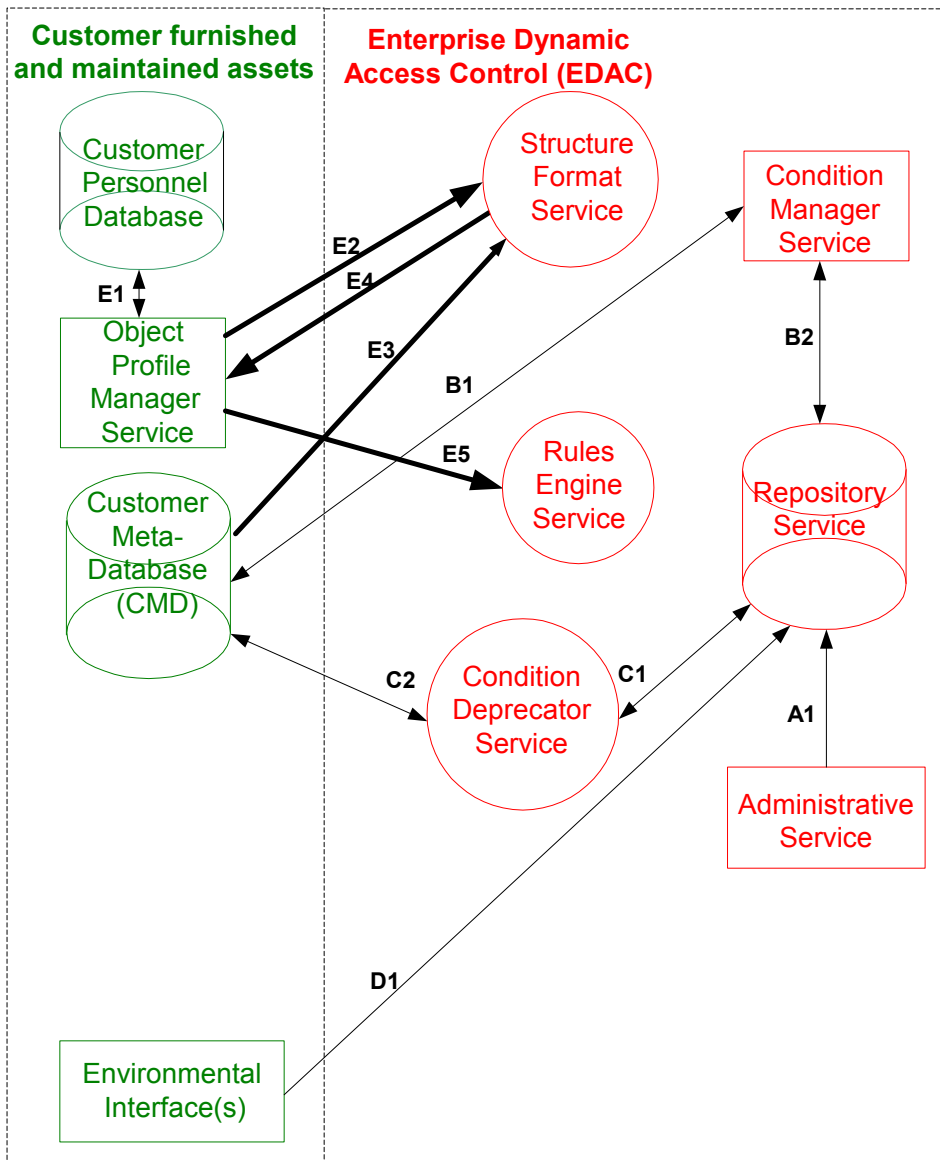 Customer furnished
and maintained assets
Enterprise Dynamic
Access Control (EDAC)
Customer
Personnel
Database
Structure
Format
Service
Condition
Manager
Service
E2
E4
E1
Object
Profile
Manager
Service
E3
B1
B2
E5
Rules
Engine
Service
Customer
Meta-
Database
(CMD)
Repository
Service
C2
Condition
Deprecator
Service
C1
A1
Administrative
Service
D1
Environmental
Interface(s)